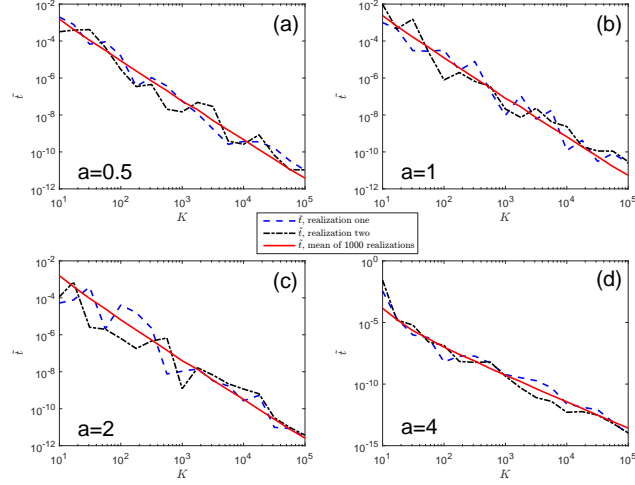 (a)
10^-2
10^-4
10^-6
10^-8
10^-10
10^-12
t̃
a=0.5
10^1 10^2 10^3 10^4 10^5
K
(b)
10^-2
10^-4
10^-6
10^-8
10^-10
10^-12
t̃
a=1
10^1 10^2 10^3 10^4 10^5
K
t̃, realization one
t̃, realization two
t̃, mean of 1000 realizations
(c)
10^-2
10^-4
10^-6
10^-8
10^-10
10^-12
t̃
a=2
10^1 10^2 10^3 10^4 10^5
K
(d)
10^0
10^-5
10^-10
10^-15
t̃
a=4
10^1 10^2 10^3 10^4 10^5
K